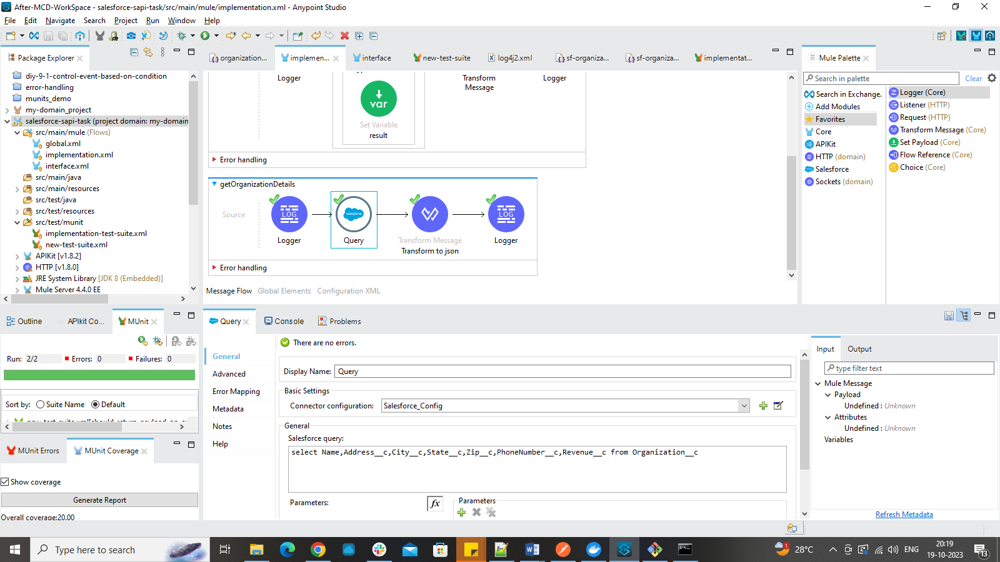 After-MCD-WorkSpace - salesforce-sapi-task/src/main/mule/implementation.xml - Anypoint Studio
File Edit Navigate Search Project Run Window Help
Package Explorer
diy-9-1-control-event-based-on-condition
error-handling
munits_demo
my-domain_project
salesforce-sapi-task (project domain: my-domain
src/main/mule (Flows)
global.xml
implementation.xml
interface.xml
src/main/java
src/main/resources
src/test/java
src/test/resources
src/test/munit
implementation-test-suite.xml
new-test-suite.xml
APIKit [v1.8.2]
HTTP [v1.8.0]
JRE System Library [JDK 8 (Embedded)]
Mule Server 4.4.0 EE
organization... implemen... interface new-test-suite log4j2.xml sf-organiza... sf-organiza... implementat...
Logger
var
Set Variable
result
Transform
Message
Logger
Error handling
getOrganizationDetails
Source
LOG
Logger
salesforce
Query
Transform Message
Transform to json
LOG
Logger
Error handling
Message Flow Global Elements Configuration XML
Mule Palette
Search in palette
Clear
Search in Exchange.
Add Modules
Favorites
Core
APIKit
HTTP (domain)
Salesforce
Sockets (domain)
Logger (Core)
Listener (HTTP)
Request (HTTP)
Transform Message (Core)
Set Payload (Core)
Flow Reference (Core)
Choice (Core)
Outline APIkit Co... MUnit
Run: 2/2 Errors: 0 Failures: 0
Sort by: Suite Name Default
MUnit Errors MUnit Coverage
Show coverage
Generate Report
Overall coverage:20.00
Query Console Problems
There are no errors.
General
Advanced
Error Mapping
Metadata
Notes
Help
Display Name: Query
Basic Settings
Connector configuration: Salesforce_Config
General
Salesforce query:
select Name,Address__c,City__c,State__c,Zip__c,PhoneNumber__c,Revenue__c from Organization__c
Parameters:
fx
Parameters
Input Output
type filter text
Mule Message
Payload
Undefined : Unknown
Attributes
Undefined : Unknown
Variables
Refresh Metadata
Type here to search
1
28°C
ENG
20:19
19-10-2023
13